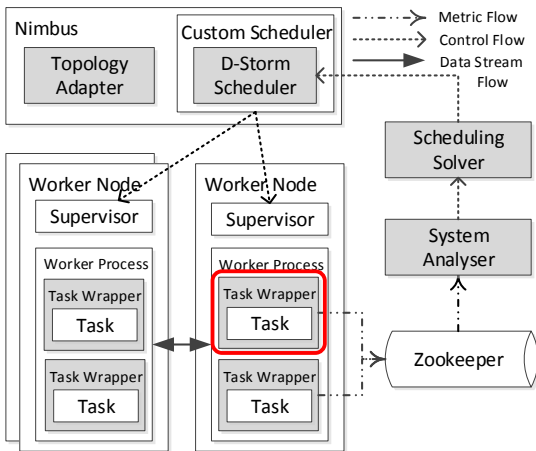 Nimbus
Topology
Adapter
Custom Scheduler
D-Storm
Scheduler
Metric Flow
Control Flow
Data Stream
Flow
Scheduling
Solver
System
Analyser
Zookeeper
Worker Node
Supervisor
Worker Process
Task Wrapper
Task
Task Wrapper
Task
Worker Node
Supervisor
Worker Process
Task Wrapper
Task
Task Wrapper
Task